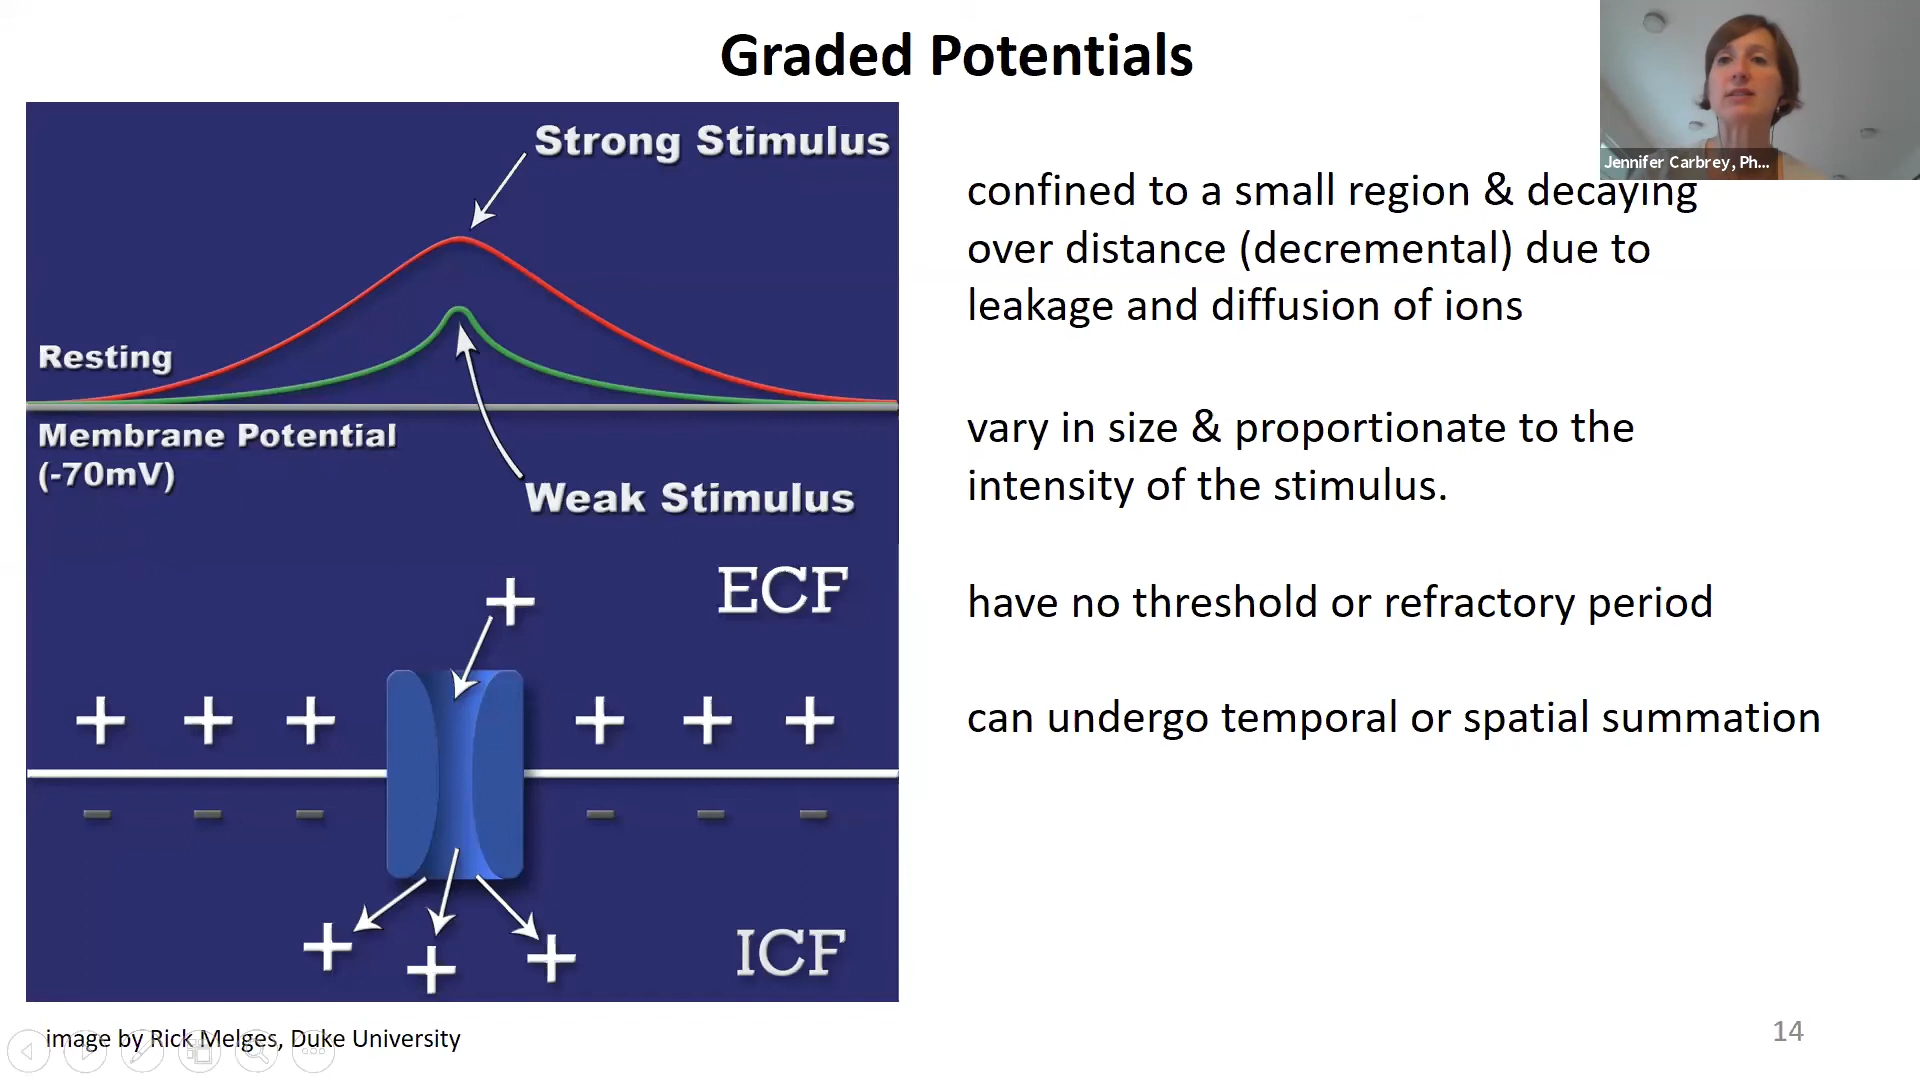 Graded Potentials
Jennifer Carbrey, Ph...
Strong Stimulus
Resting
Membrane Potential
(-70mV)
Weak Stimulus
ECF
+
+ + + + + +
- - - - - -
+ + +
ICF
image by Rick Melges, Duke University
confined to a small region & decaying
over distance (decremental) due to
leakage and diffusion of ions
vary in size & proportionate to the
intensity of the stimulus.
have no threshold or refractory period
can undergo temporal or spatial summation
14